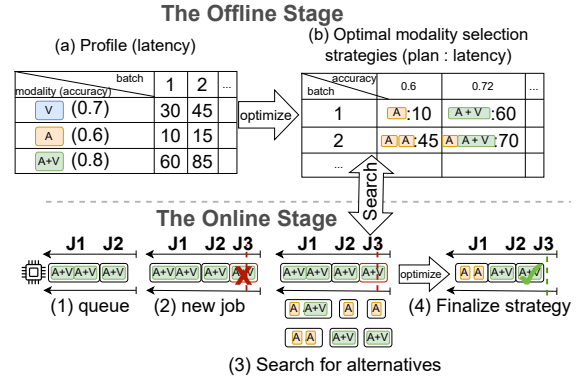 The Offline Stage
(a) Profile (latency)
batch
modality (accuracy)
1 2 ...
V (0.7) 30 45
A (0.6) 10 15
A+V (0.8) 60 85
optimize
(b) Optimal modality selection
strategies (plan : latency)
accuracy
batch
0.6 0.72 ...
1 A :10 A+V :60
2 A A :45 A A+V :70
...
Search
The Online Stage
J1 J2
A+V A+V A+V
(1) queue
J1 J2 J3
A+V A+V A+V A+V
(2) new job
J1 J2 J3
A+V A+V A+V A+V
A A+V A A
A A A+V A+V
(3) Search for alternatives
optimize
J1 J2 J3
A A A+V A+V
(4) Finalize strategy